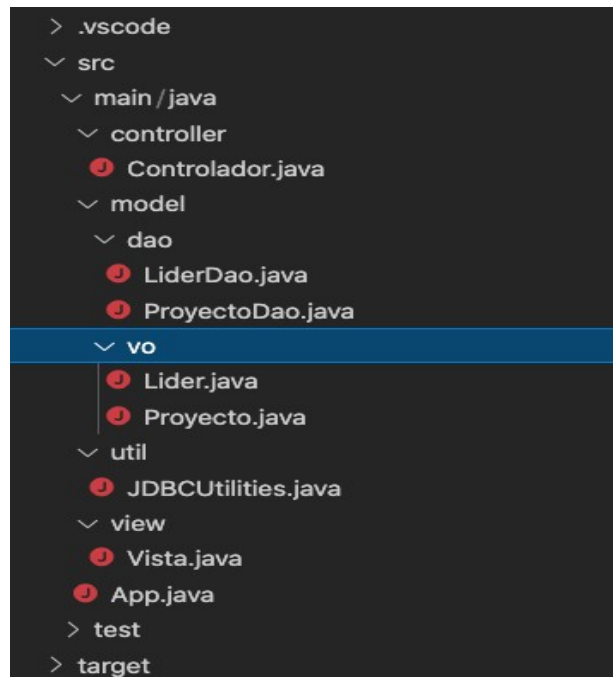 .vscode
src
main/java
controller
J Controlador.java
model
dao
J LiderDao.java
J ProyectoDao.java
vo
J Lider.java
J Proyecto.java
util
J JDBCUtilities.java
view
J Vista.java
J App.java
test
target